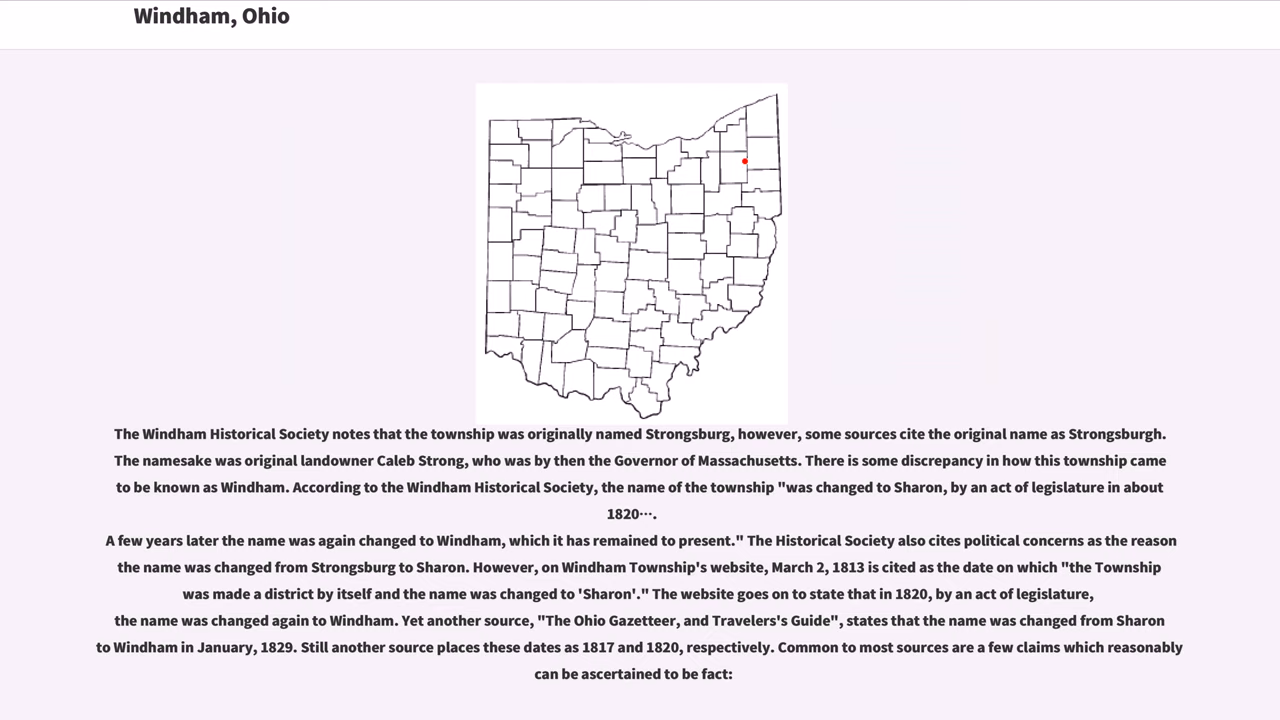 Windham, Ohio
The Windham Historical Society notes that the township was originally named Strongsburg, however, some sources cite the original name as Strongsburgh.
The namesake was original landowner Caleb Strong, who was by then the Governor of Massachusetts. There is some discrepancy in how this township came
to be known as Windham. According to the Windham Historical Society, the name of the township "was changed to Sharon, by an act of legislature in about
1820···.
A few years later the name was again changed to Windham, which it has remained to present." The Historical Society also cites political concerns as the reason
the name was changed from Strongsburg to Sharon. However, on Windham Township's website, March 2, 1813 is cited as the date on which "the Township
was made a district by itself and the name was changed to 'Sharon'." The website goes on to state that in 1820, by an act of legislature,
the name was changed again to Windham. Yet another source, "The Ohio Gazetteer, and Travelers's Guide", states that the name was changed from Sharon
to Windham in January, 1829. Still another source places these dates as 1817 and 1820, respectively. Common to most sources are a few claims which reasonably
can be ascertained to be fact: